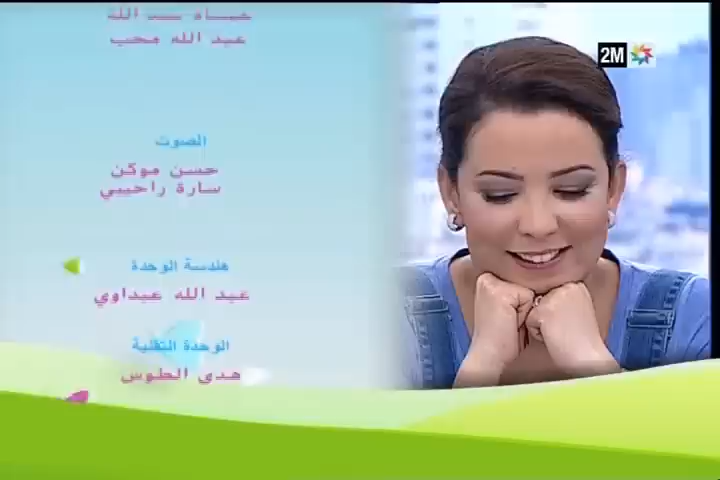 عبد الله محب
2M
الصوت
حسن موكن
سارة راحيبي
هندسة الوحدة
عبد الله عبداوي
الوحدة التقنية
هدى الطوس